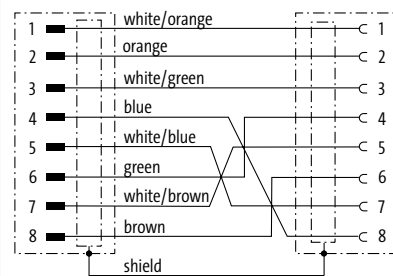 1 white/orange 1
2 orange 2
3 white/green 3
4 blue 4
5 white/blue 5
6 green 6
7 white/brown 7
8 brown 8
shield